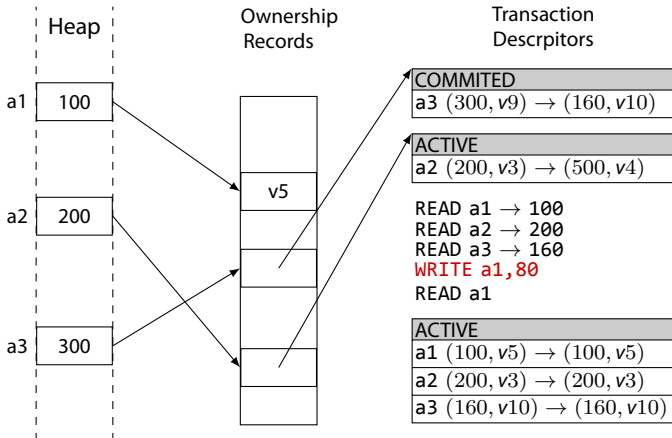 Heap
Ownership
Records
Transaction
Descrpitors
a1
100
a2
200
a3
300
v5
COMMITED
a3 (300, v9) → (160, v10)
ACTIVE
a2 (200, v3) → (500, v4)
READ a1 → 100
READ a2 → 200
READ a3 → 160
WRITE a1,80
READ a1
ACTIVE
a1 (100, v5) → (100, v5)
a2 (200, v3) → (200, v3)
a3 (160, v10) → (160, v10)